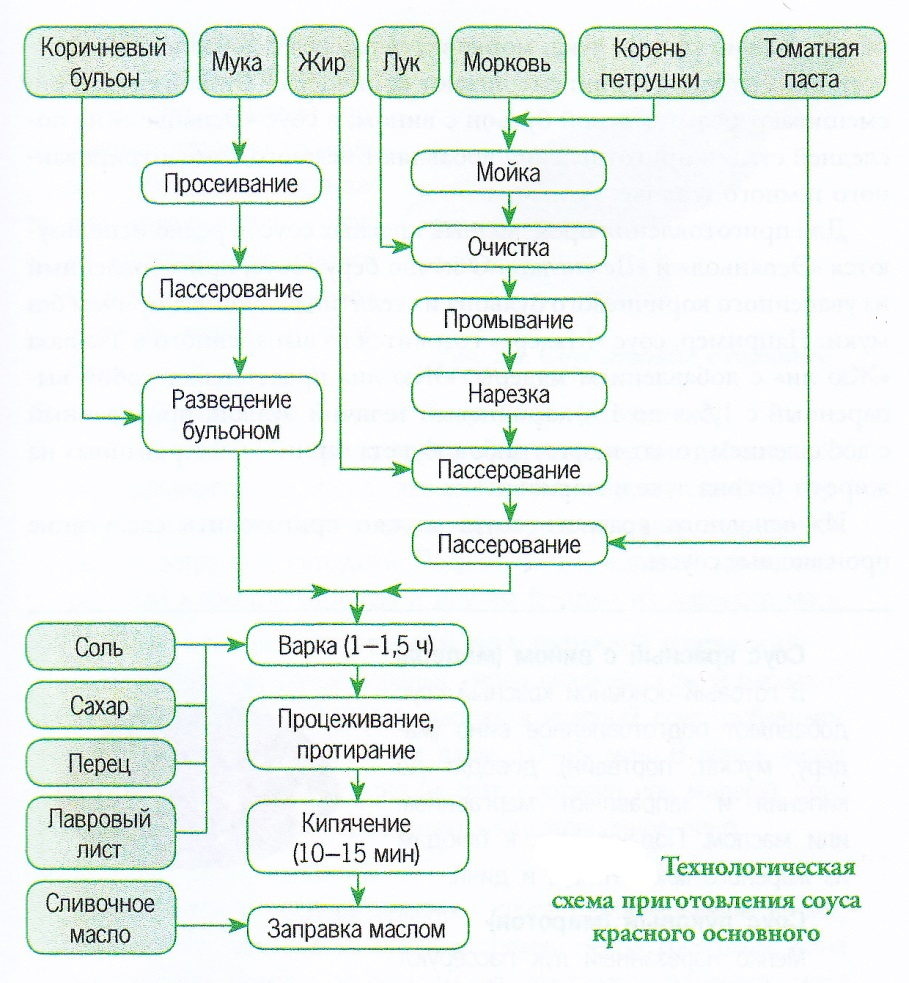 Коричневый
бульон
Мука
Жир
Лук
Морковь
Корень
петрушки
Томатная
паста
Просеивание
Мойка
Очистка
Пассерование
Промывание
Разведение
бульоном
Нарезка
Пассерование
Пассерование
Соль
Варка (1–1,5 ч)
Сахар
Процеживание,
протирание
Перец
Лавровый
лист
Кипячение
(10–15 мин)
Сливочное
масло
Заправка маслом
Технологическая
схема приготовления соуса
красного основного